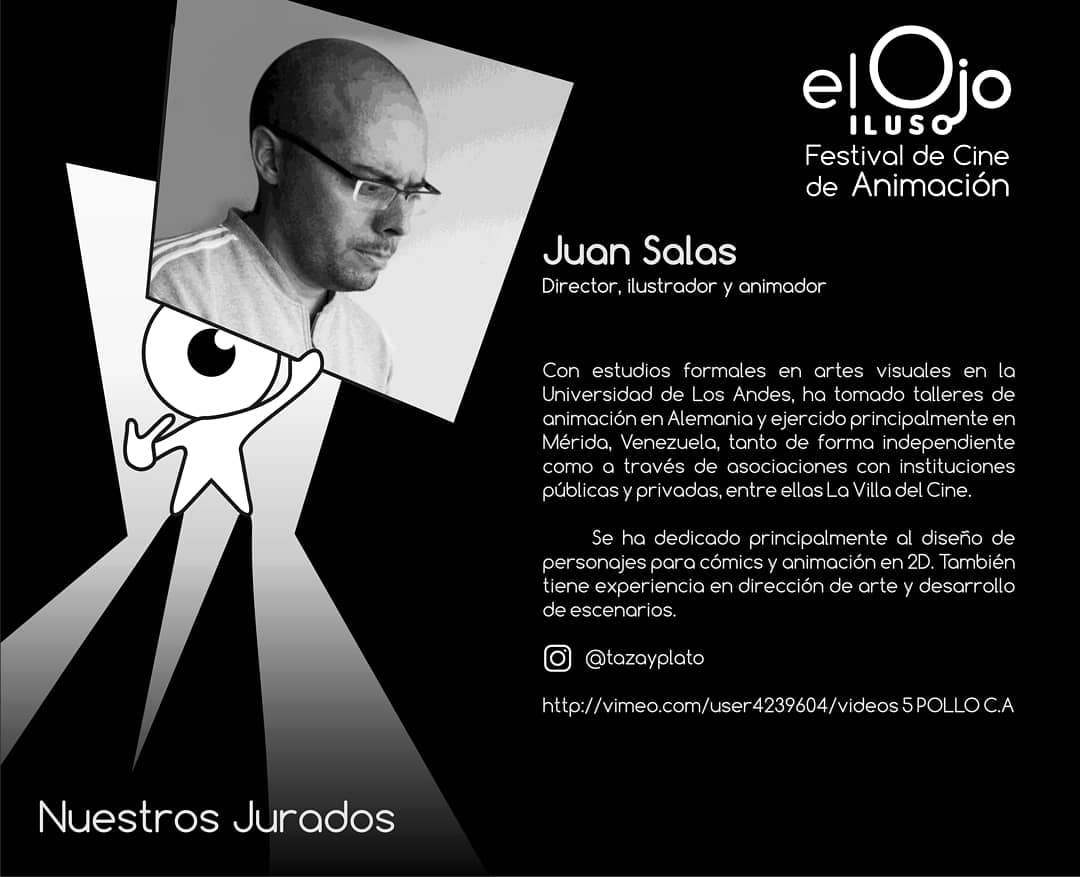 el Ojo
ILUSO
Festival de Cine
de Animación
Juan Salas
Director, ilustrador y animador
Con estudios formales en artes visuales en la
Universidad de Los Andes, ha tomado talleres de
animación en Alemania y ejercido principalmente en
Mérida, Venezuela, tanto de forma independiente
como a través de asociaciones con instituciones
públicas y privadas, entre ellas La Villa del Cine.
Se ha dedicado principalmente al diseño de
personajes para cómics y animación en 2D. También
tiene experiencia en dirección de arte y desarrollo
de escenarios.
@tazayplato
http://vimeo.com/user4239604/videos 5 POLLO C.A
Nuestros Jurados